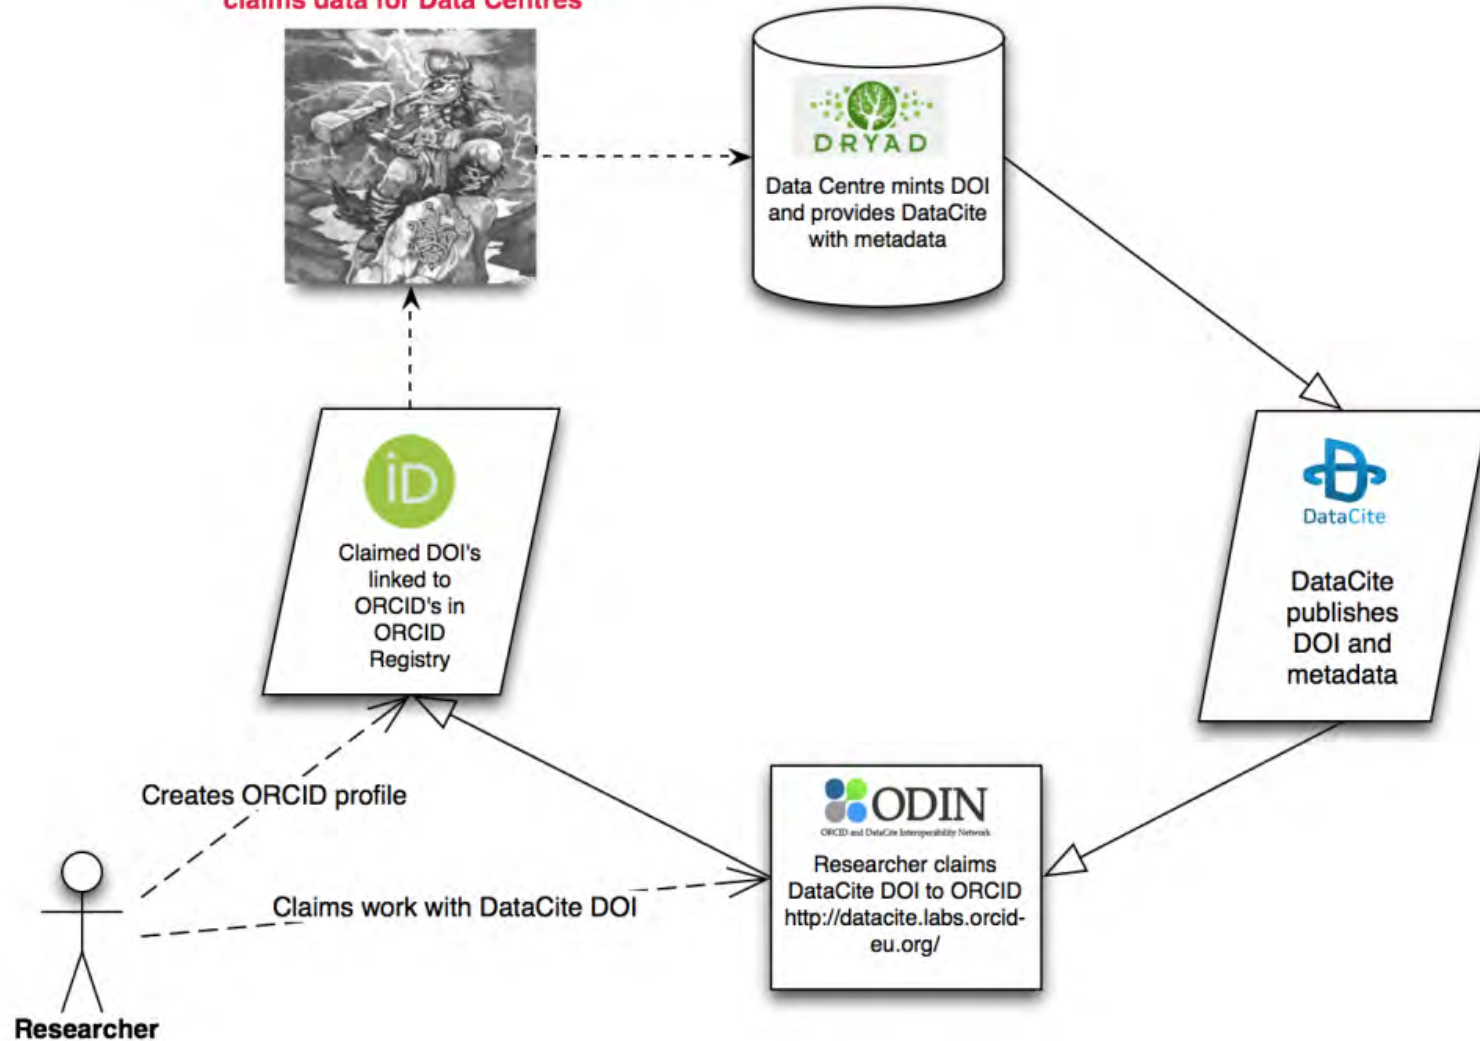 claims data for Data Centres
DRYAD
Data Centre mints DOI
and provides DataCite
with metadata
iD
Claimed DOI's
linked to
ORCID's in
ORCID
Registry
DataCite
DataCite
publishes
DOI and
metadata
Creates ORCID profile
ODIN
ORCID and DataCite Interoperability Network
Researcher claims
DataCite DOI to ORCID
http://datacite.labs.orcid-
eu.org/
Claims work with DataCite DOI
Researcher